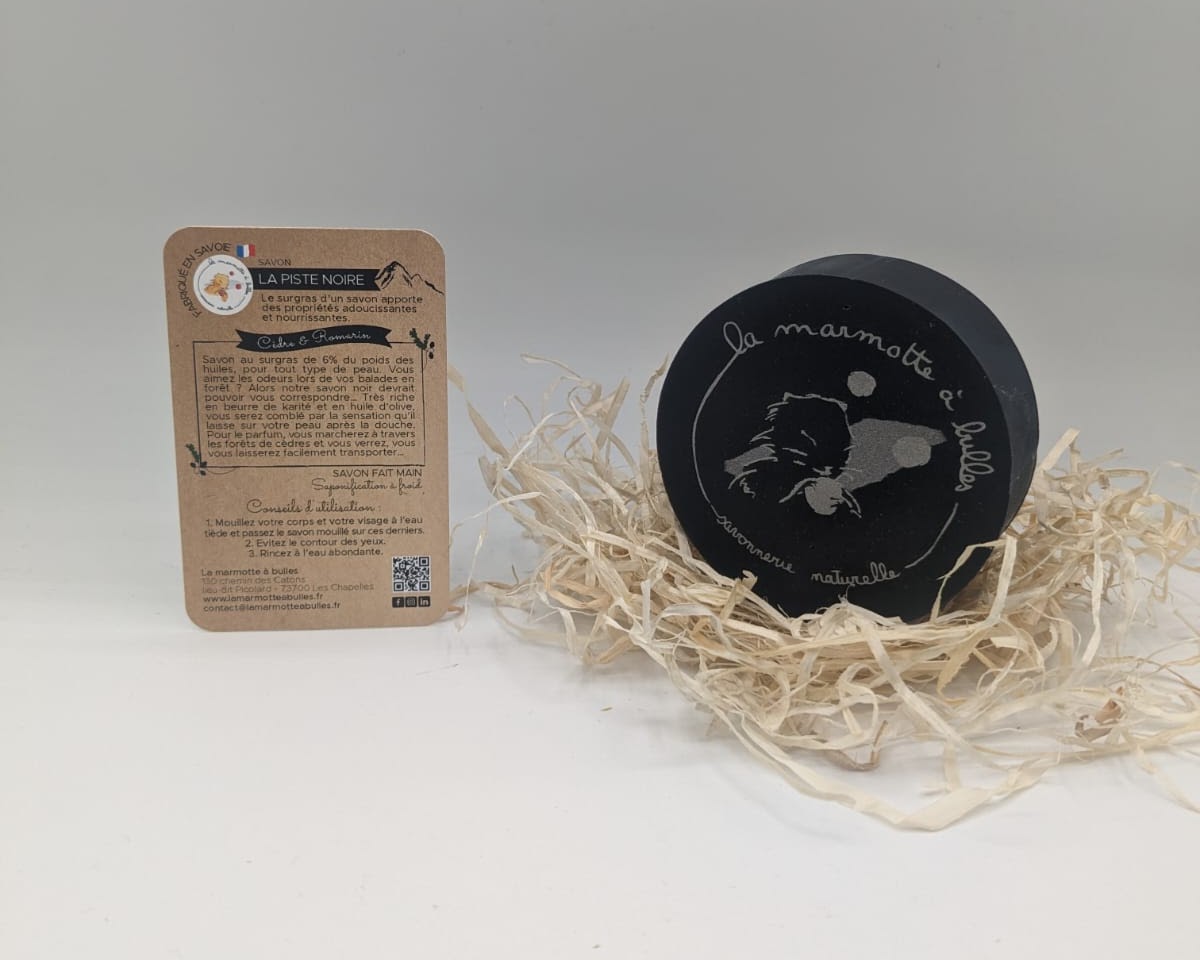 FABRIQUÉ EN SAVOIE
la marmotte à bulles
SAVON
LA PISTE NOIRE
Le surgras d'un savon apporte
des propriétés adoucissantes
et nourrissantes.
Cèdre & Romarin
Savon au surgras de 6% du poids des
huiles, pour tout type de peau. Vous
aimez les odeurs lors de vos balades en
forêt ? Alors notre savon noir devrait
pouvoir vous correspondre... Très riche
en beurre de karité et en huile d'olive,
vous serez comblé par la sensation qu'il
laisse sur votre peau après la douche.
Pour le parfum, vous marcherez à travers
les forêts de cèdres et vous verrez, vous
vous laisserez facilement transporter...
SAVON FAIT MAIN
Saponification à froid
Conseils d'utilisation :
1. Mouillez votre corps et votre visage à l'eau
tiède et passez le savon mouillé sur ces derniers.
2. Evitez le contour des yeux.
3. Rincez à l'eau abondante.
La marmotte à bulles
130 chemin des Catons
lieu-dit Picolard - 73700 Les Chapelles
www.lamarmotteabulles.fr
contact@lamarmotteabulles.fr
la marmotte à bulles
savonnerie naturelle